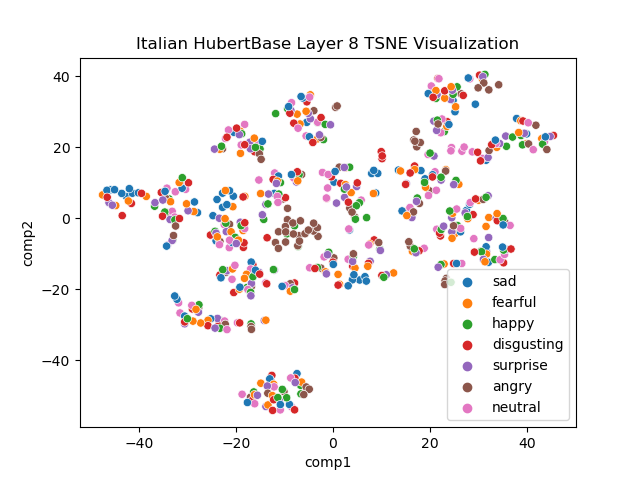 Italian HubertBase Layer 8 TSNE Visualization
40
20
0
−20
−40
comp2
−40
−20
0
20
40
comp1
sad
fearful
happy
disgusting
surprise
angry
neutral